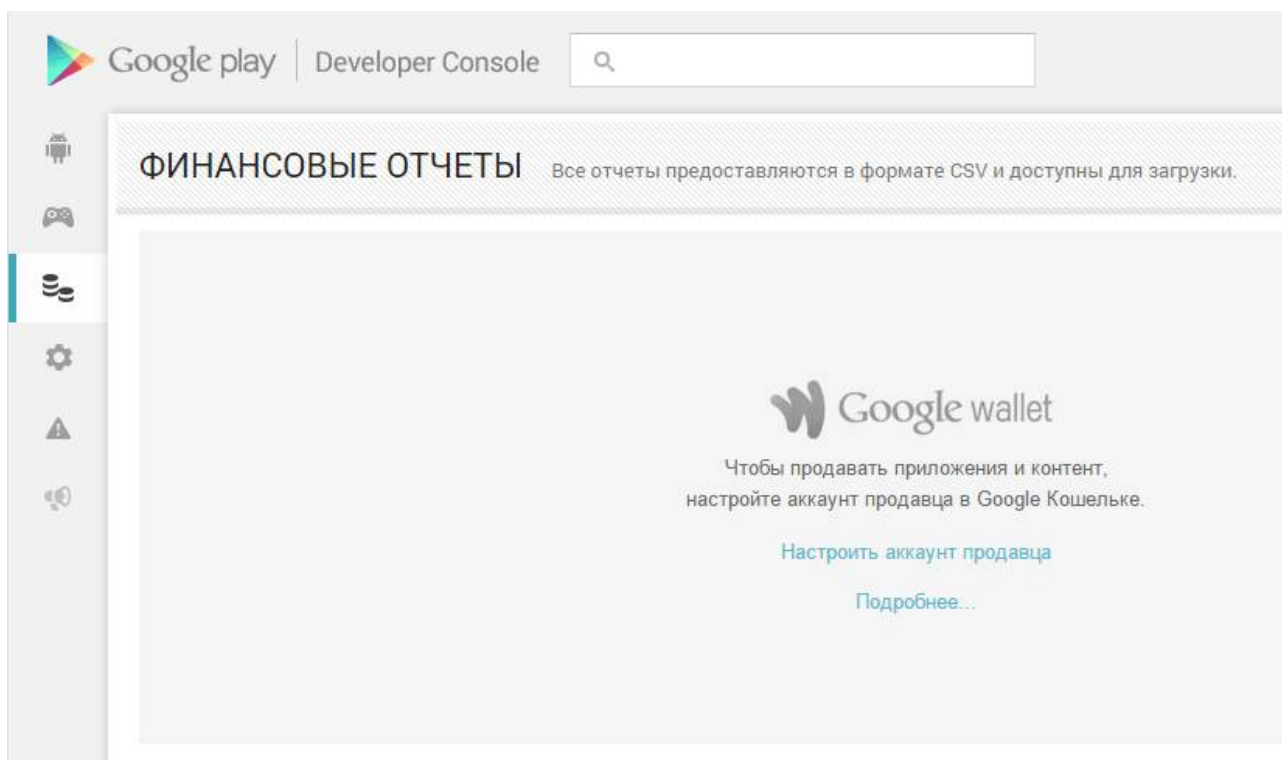 Google play | Developer Console
ФИНАНСОВЫЕ ОТЧЕТЫ Все отчеты предоставляются в формате CSV и доступны для загрузки.
Google wallet
Чтобы продавать приложения и контент,
настройте аккаунт продавца в Google Кошельке.
Настроить аккаунт продавца
Подробнее...